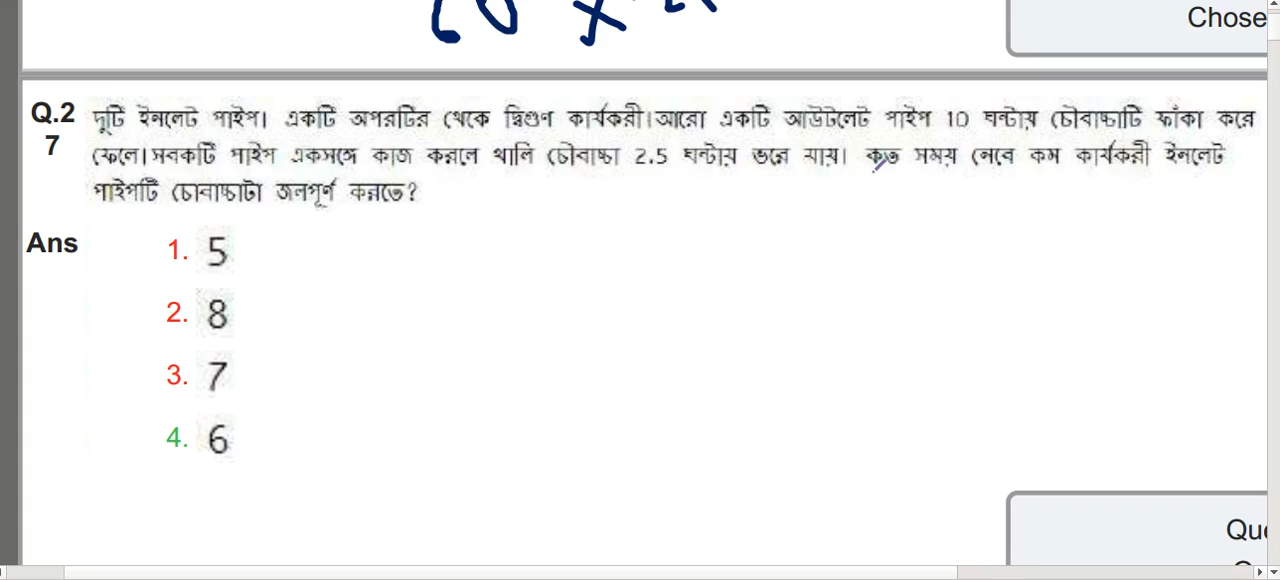 Chose
Q.27 দুটি ইনলেট পাইপ। একটি অপরটির থেকে দ্বিগুণ কার্যকরী।আরো একটি আউটলেট পাইপ 10 ঘন্টায় চৌবাচ্চাটি ফাঁকা করে
ফেলে।সবকটি পাইপ একসঙ্গে কাজ করলে খালি চৌবাচ্চা 2.5 ঘন্টায় ভরে যায়। কত সময় নেবে কম কার্যকরী ইনলেট
পাইপটি চোবাচ্চাটা জলপূর্ণ করতে?
Ans
1. 5
2. 8
3. 7
4. 6